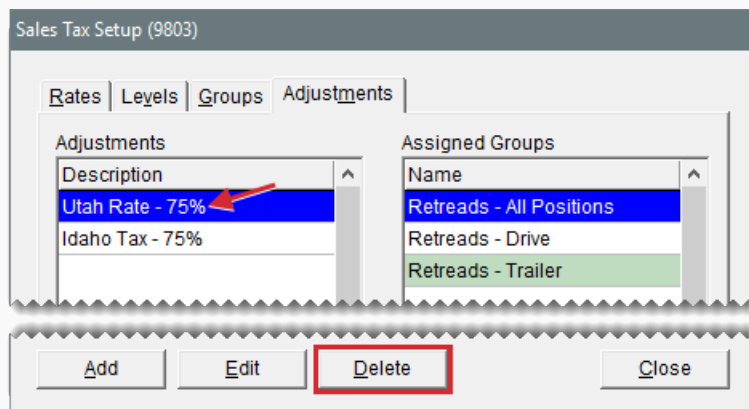 Sales Tax Setup (9803)
Rates Levels Groups Adjustments
Adjustments
Description
Utah Rate - 75%
Idaho Tax - 75%
Assigned Groups
Name
Retreads - All Positions
Retreads - Drive
Retreads - Trailer
Add Edit Delete Close